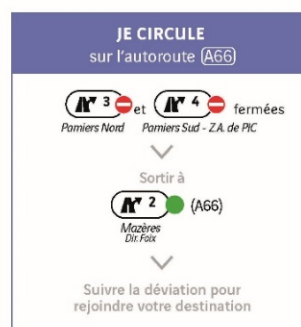 JE CIRCULE
sur l'autoroute A66
3 et 4 fermées
Pamiers Nord Pamiers Sud - Z.A. de PIC
Sortir à
2 (A66)
Mazères
Dir. Foix
Suivre la déviation pour
rejoindre votre destination